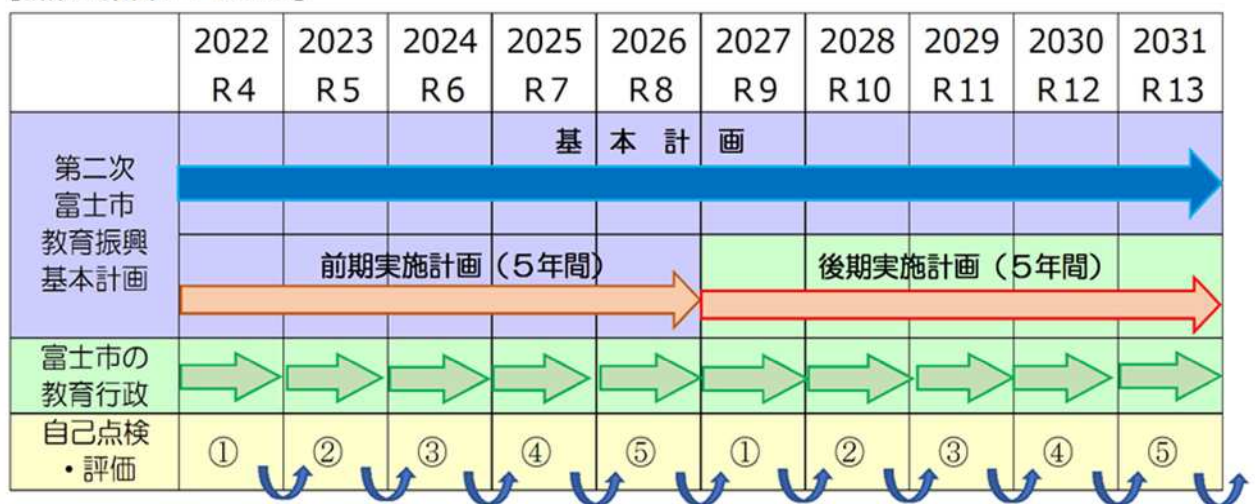 2022 2023 2024 2025 2026 2027 2028 2029 2030 2031
R4 R5 R6 R7 R8 R9 R10 R11 R12 R13
第二次
富士市
教育振興
基本計画
基本計画
前期実施計画（5年間）
後期実施計画（5年間）
富士市の
教育行政
自己点検
・評価
① ② ③ ④ ⑤ ① ② ③ ④ ⑤